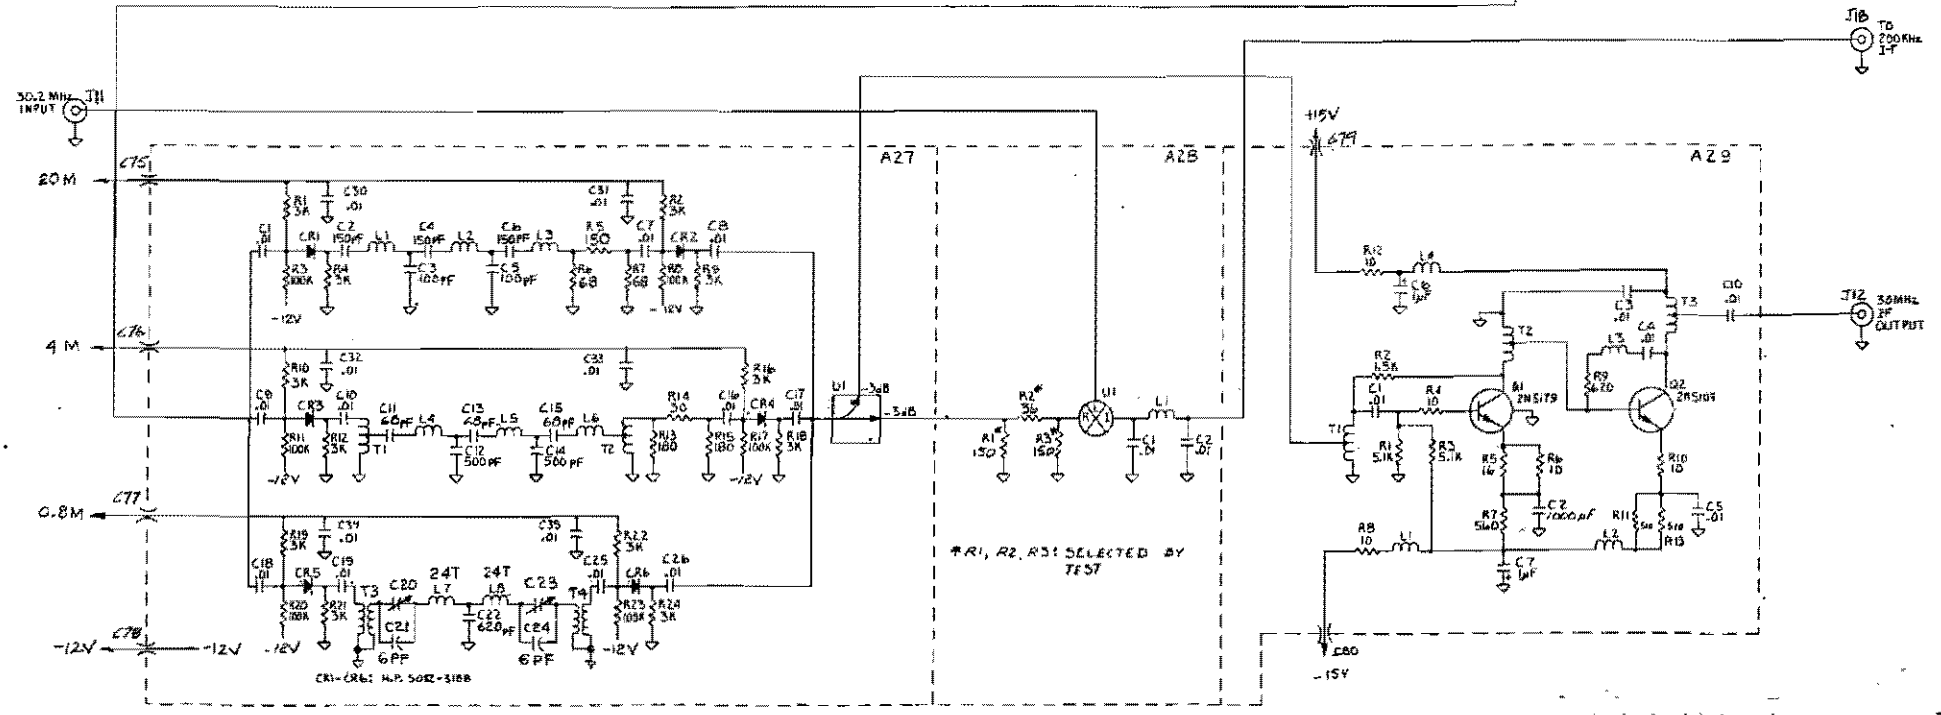 J18
TO
200KHz
I-F
30.2 MHz
INPUT
J11
+15V
C79
C75
A27
A28
A29
20M
R1
3K
C30
.01
C31
.01
R2
3K
C1
.01
CR1
C2
150pF
L1
C4
150pF
L2
C6
150pF
L3
R5
150
C7
.01
CR2
C8
.01
R3
100K
R4
3K
C3
100pF
C5
100pF
R6
68
R7
68
R8
100K
R9
3K
-12V
-12V
R12
10
L4
C6
1µF
C3
.01
T3
C10
.01
J12
30MHz
IF
OUTPUT
C76
4M
R10
3K
C32
.01
C33
.01
R16
3K
C9
.01
CR3
C10
.01
C11
68pF
L4
C13
68pF
L5
C15
68pF
L6
R14
30
C16
.01
CR4
C17
.01
R11
100K
R12
3K
T1
C12
500pF
C14
500pF
T2
R13
180
R15
180
R17
100K
R18
3K
-12V
-12V
U1
-3dB
-3dB
R2*
36
R1*
150
R3*
150
U1
R
L
I
L1
C1
.01
C2
.01
T2
L3
C4
.01
R9
620
R2
1.5K
C1
.01
R4
10
Q1
2N5179
Q2
2N5109
T1
R1
5.1K
R3
5.1K
R5
16
R6
10
R10
10
R7
560
C2
1000pF
R11
510
510
R13
C5
.01
R8
10
L1
L2
C7
1µF
C77
0.8M
R19
3K
C34
.01
C35
.01
R22
3K
C18
.01
CR5
C19
.01
T3
C20
24T
L7
24T
L8
C23
T4
C25
.01
CR6
C26
.01
R20
100K
R21
3K
C21
6PF
C22
620pF
C24
6PF
R23
100K
R24
3K
*R1, R2, R3: SELECTED BY
TEST
C78
-12V
-12V
-12V
-12V
CR1-CR6: H.P. 5082-3188
C80
-15V